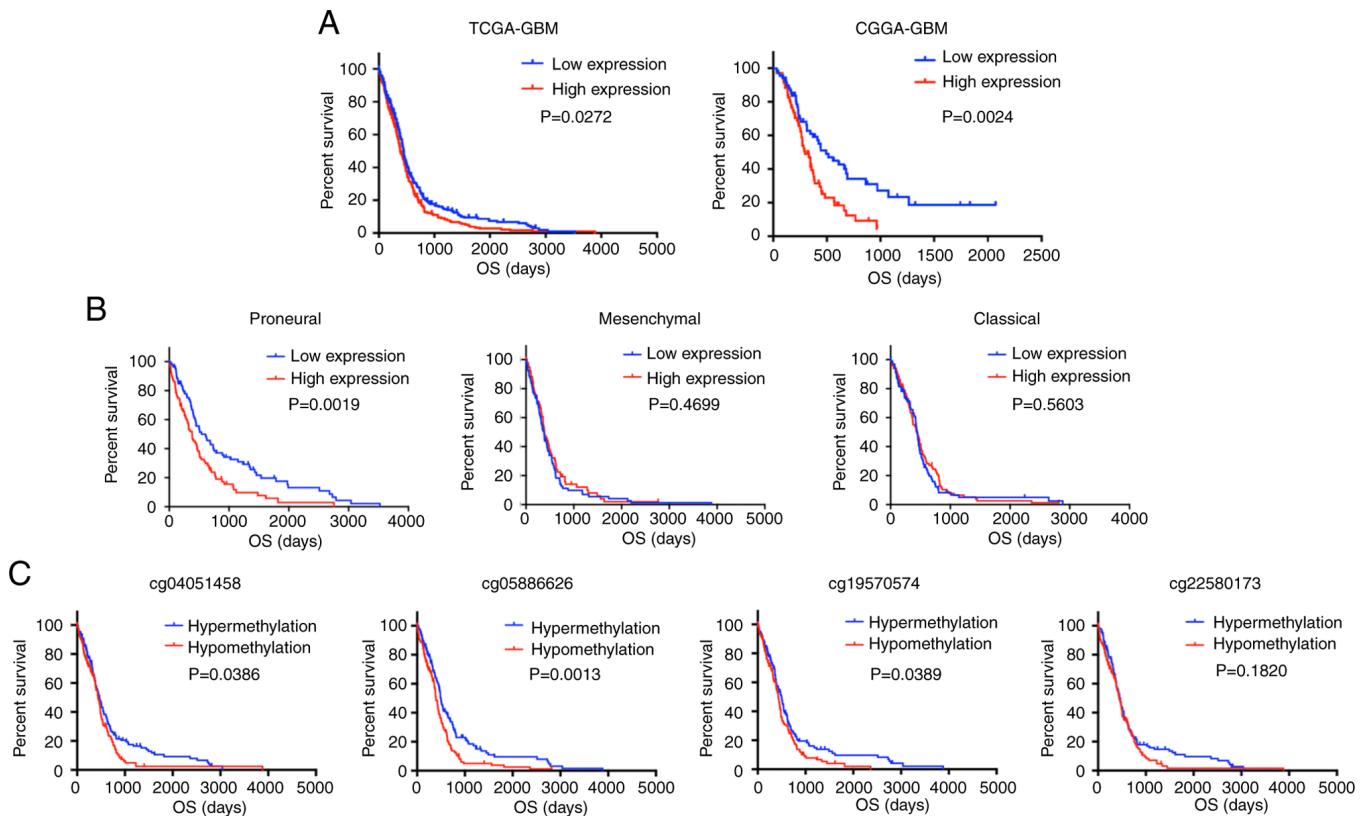 A
TCGA-GBM
Percent survival
100
80
60
40
20
0
0 1000 2000 3000 4000 5000
OS (days)
Low expression
High expression
P=0.0272
CGGA-GBM
Percent survival
100
80
60
40
20
0
0 500 1000 1500 2000 2500
OS (days)
Low expression
High expression
P=0.0024
B
Proneural
Percent survival
100
80
60
40
20
0
0 1000 2000 3000 4000
OS (days)
Low expression
High expression
P=0.0019
Mesenchymal
Percent survival
100
80
60
40
20
0
0 1000 2000 3000 4000 5000
OS (days)
Low expression
High expression
P=0.4699
Classical
Percent survival
100
80
60
40
20
0
0 1000 2000 3000 4000
OS (days)
Low expression
High expression
P=0.5603
C
cg04051458
Percent survival
100
80
60
40
20
0
0 1000 2000 3000 4000 5000
OS (days)
Hypermethylation
Hypomethylation
P=0.0386
cg05886626
Percent survival
100
80
60
40
20
0
0 1000 2000 3000 4000 5000
OS (days)
Hypermethylation
Hypomethylation
P=0.0013
cg19570574
Percent survival
100
80
60
40
20
0
0 1000 2000 3000 4000 5000
OS (days)
Hypermethylation
Hypomethylation
P=0.0389
cg22580173
Percent survival
100
80
60
40
20
0
0 1000 2000 3000 4000 5000
OS (days)
Hypermethylation
Hypomethylation
P=0.1820